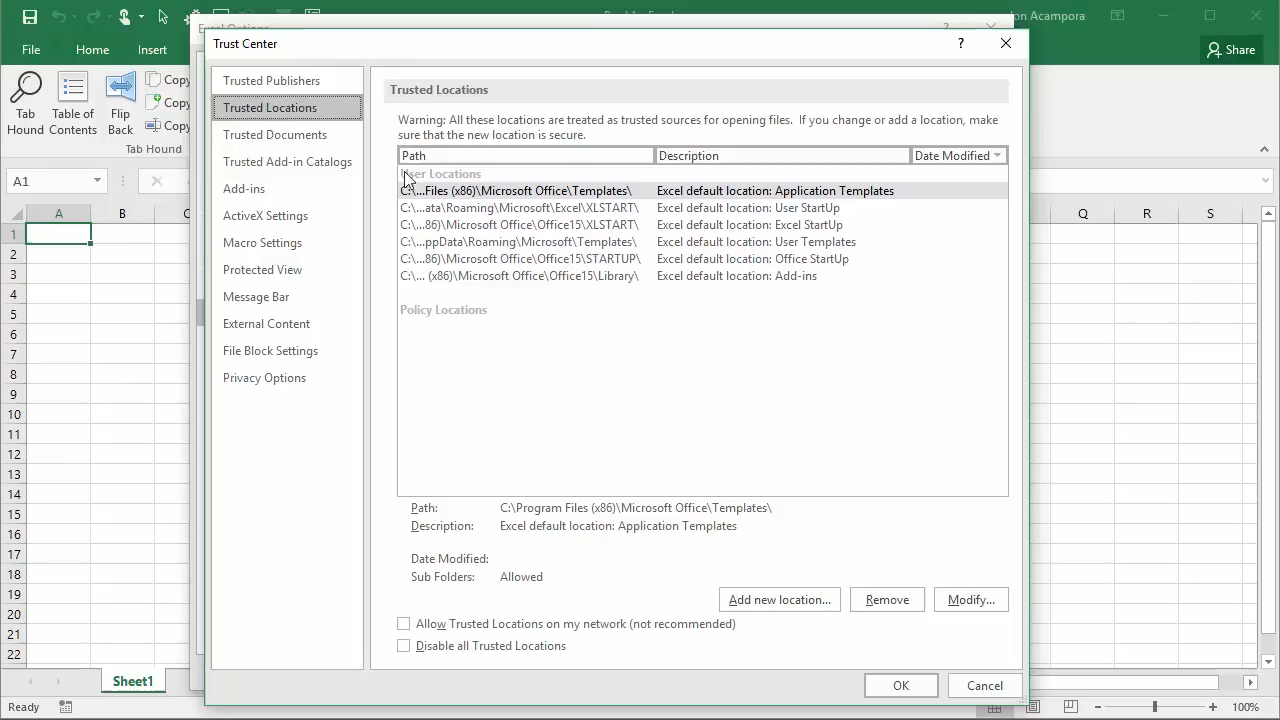 on Acampora
Excel Options
File Home Insert
Share
Trust Center
?
Tab Hound
Table of Contents
Flip Back
Copy
Copy
Copy
Tab Hound
A1
A B C Q R S
1
2
3
4
5
6
7
8
9
10
11
12
13
14
15
16
17
18
19
20
21
22
Trusted Publishers
Trusted Locations
Trusted Documents
Trusted Add-in Catalogs
Add-ins
ActiveX Settings
Macro Settings
Protected View
Message Bar
External Content
File Block Settings
Privacy Options
Trusted Locations
Warning: All these locations are treated as trusted sources for opening files. If you change or add a location, make
sure that the new location is secure.
Path Description Date Modified
User Locations
C:\...Files (x86)\Microsoft Office\Templates\ Excel default location: Application Templates
C:\...ata\Roaming\Microsoft\Excel\XLSTART\ Excel default location: User StartUp
C:\...86)\Microsoft Office\Office15\XLSTART\ Excel default location: Excel StartUp
C:\...ppData\Roaming\Microsoft\Templates\ Excel default location: User Templates
C:\...86)\Microsoft Office\Office15\STARTUP\ Excel default location: Office StartUp
C:\... (x86)\Microsoft Office\Office15\Library\ Excel default location: Add-ins
Policy Locations
Path: C:\Program Files (x86)\Microsoft Office\Templates\
Description: Excel default location: Application Templates
Date Modified:
Sub Folders: Allowed
Add new location... Remove Modify...
Allow Trusted Locations on my network (not recommended)
Disable all Trusted Locations
OK Cancel
Sheet1
Ready 100%